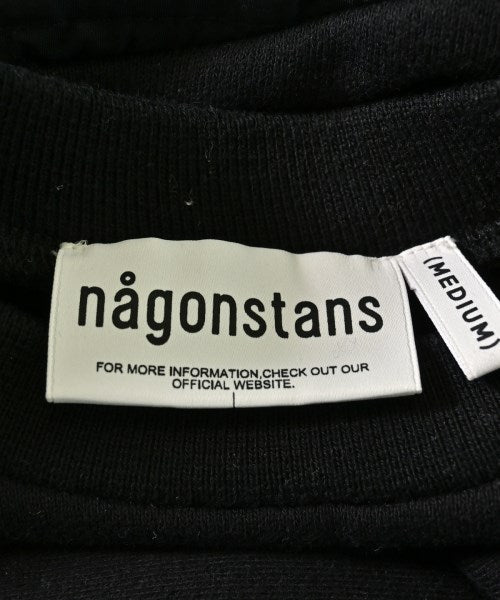 någonstans
FOR MORE INFORMATION,CHECK OUT OUR
OFFICIAL WEBSITE.
(MEDIUM)